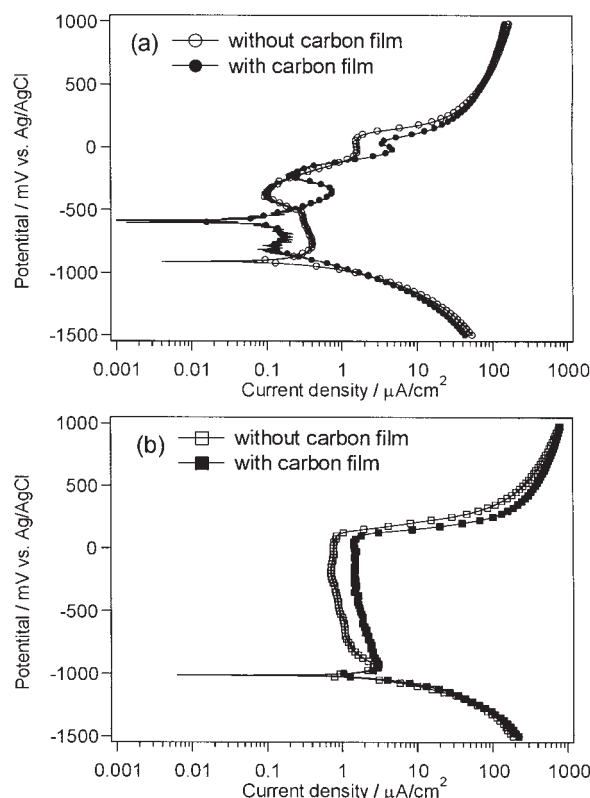 (a)
without carbon film
with carbon film
1000
500
0
-500
-1000
-1500
Potentital / mV vs. Ag/AgCl
0.001
0.01
0.1
1
10
100
1000
Current density / μA/cm²
(b)
without carbon film
with carbon film
1000
500
0
-500
-1000
-1500
Potentital / mV vs. Ag/AgCl
0.001
0.01
0.1
1
10
100
1000
Current density / μA/cm²